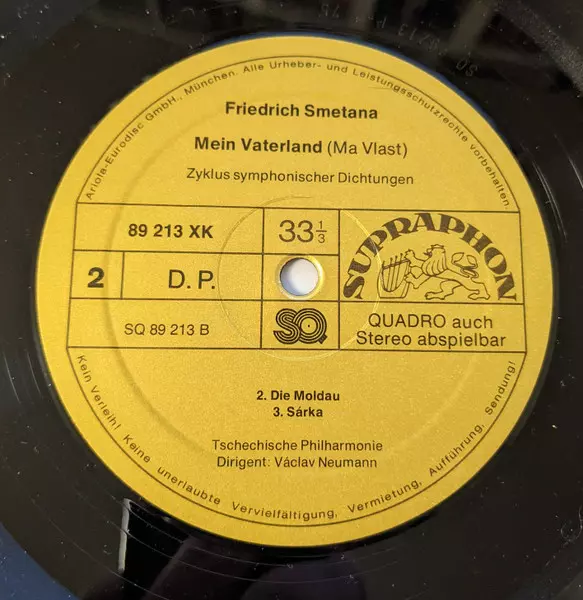 Ariola-Eurodisc GmbH., München. Alle Urheber- und Leistungsschutzrechte vorbehalten.
Friedrich Smetana
Mein Vaterland (Ma Vlast)
Zyklus symphonischer Dichtungen
89 213 XK
33 1/3
SUPRAPHON
2
D. P.
SQ 89 213 B
SQ
QUADRO auch
Stereo abspielbar
2. Die Moldau
3. Sárka
Tschechische Philharmonie
Dirigent: Václav Neumann
Kein Verleih! Keine unerlaubte Vervielfältigung, Vermietung, Aufführung, Sendung!